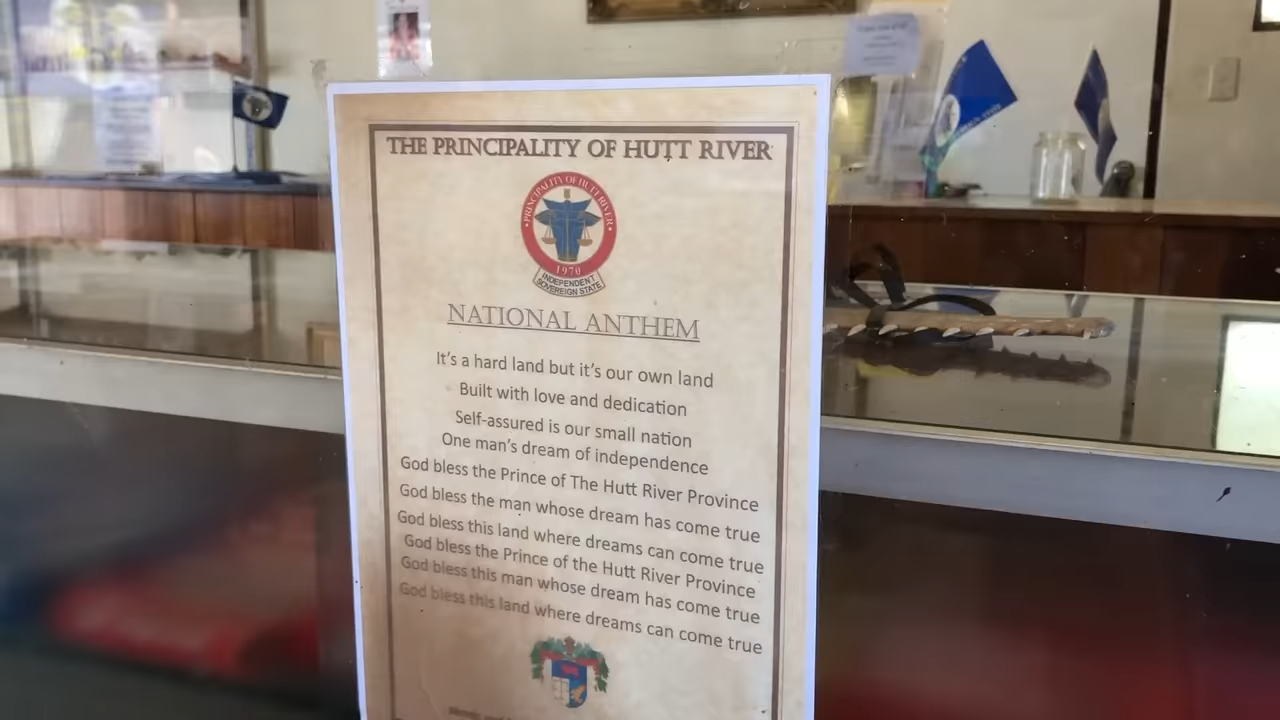 THE PRINCIPALITY OF HUTT RIVER
PRINCIPALITY OF HUTT RIVER
1970
INDEPENDENT
SOVEREIGN STATE
NATIONAL ANTHEM
It's a hard land but it's our own land
Built with love and dedication
Self-assured is our small nation
One man's dream of independence
God bless the Prince of The Hutt River Province
God bless the man whose dream has come true
God bless this land where dreams can come true
God bless the Prince of the Hutt River Province
God bless this man whose dream has come true
God bless this land where dreams can come true